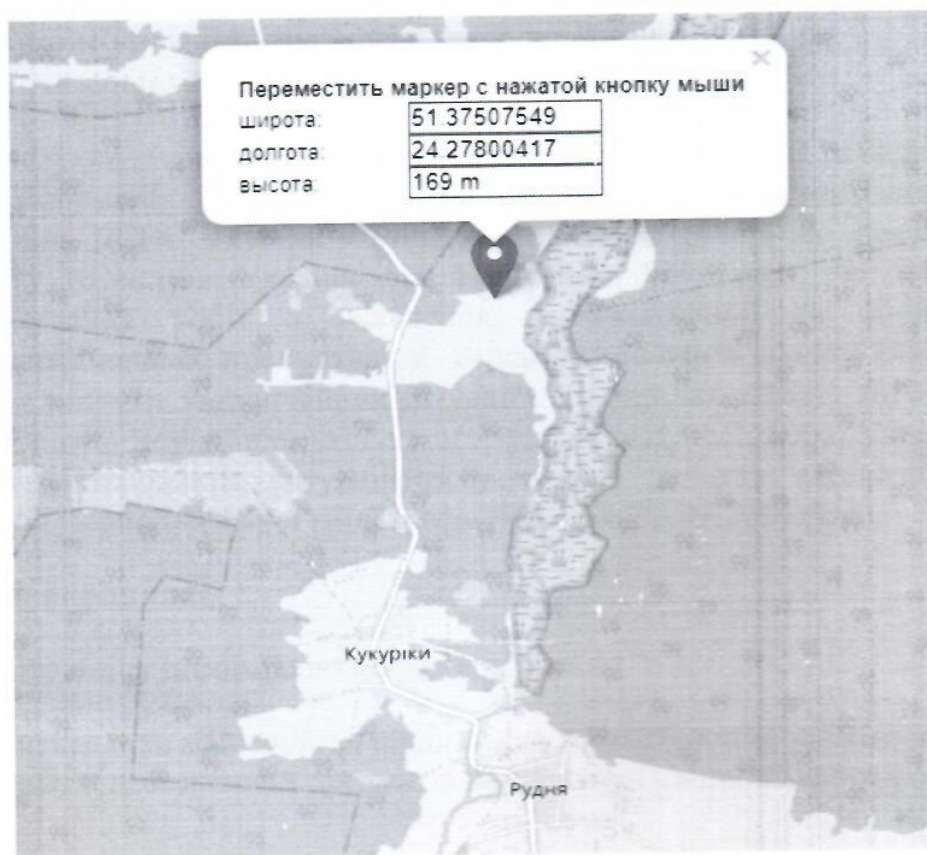 Переместить маркер с нажатой кнопку мыши
широта: 51.37507549
долгота: 24.27800417
высота: 169 m
Кукуріки
Рудня